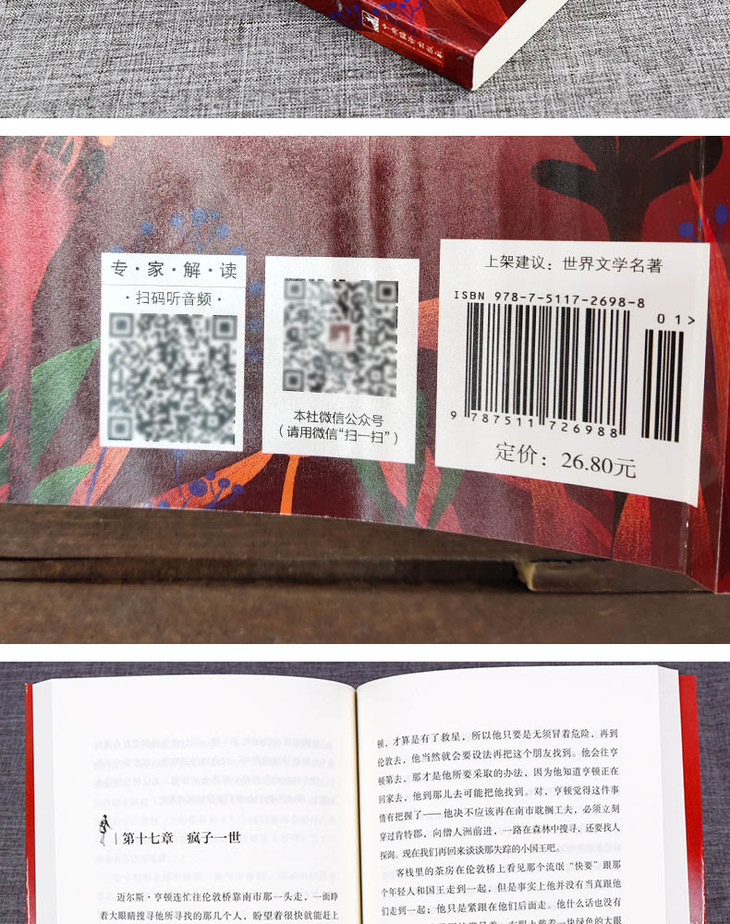 中央编译出版社
专·家·解·读
·扫码听音频·
本社微信公众号
（请用微信“扫一扫”）
上架建议：世界文学名著
ISBN 978-7-5117-2698-8
01>
9 787511 726988
定价：26.80元
第十七章 疯子一世
迈尔斯·亨顿连忙往伦敦桥靠南市那一头走，一面睁
着大眼睛搜寻他所寻找的那几个人，盼望着很快就能赶上
顿，才算是有了救星，所以他只要是无须冒着危险，再到
伦敦去，他当然就会要设法再把这个朋友找到。他会往亨
顿第去，那才是他所要采取的办法，因为他知道亨顿正在
回家去，他到那儿去可能把他找到。对，亨顿觉得这件事
情有把握了——他决不应该再在南市耽搁工夫，必须立刻
穿过肯特郡，向僧人洲前进，一路在森林中搜寻，还要找人
探询。现在我们再回来谈谈那失踪的小国王吧。
客栈里的茶房在伦敦桥上看见那个流氓“快要”跟那
个年轻人和国王走到一起，但是事实上他并没有当真跟他
们走到一起；他只是紧跟在他们后面走。他什么话也没有